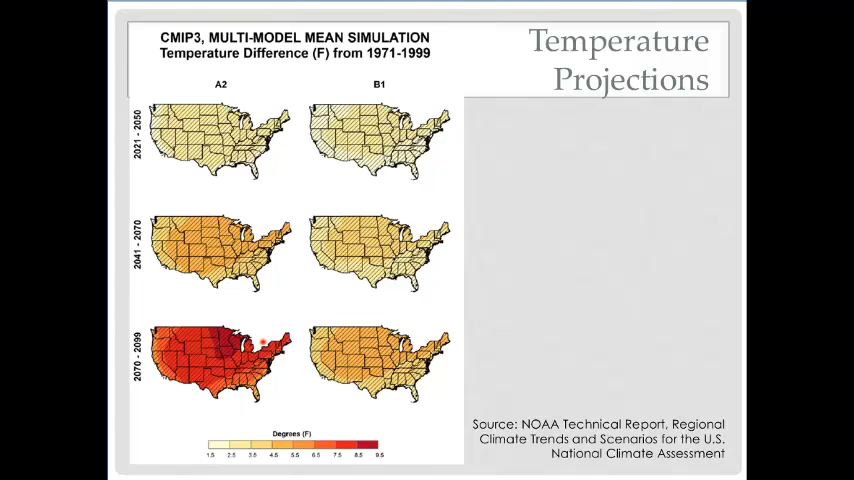 CMIP3, MULTI-MODEL MEAN SIMULATION
Temperature Difference (F) from 1971-1999
Temperature
Projections
A2
B1
2021 - 2050
2041 - 2070
2070 - 2099
Degrees (F)
1.5 2.5 3.5 4.5 5.5 6.5 7.5 8.5 9.5
Source: NOAA Technical Report, Regional
Climate Trends and Scenarios for the U.S.
National Climate Assessment